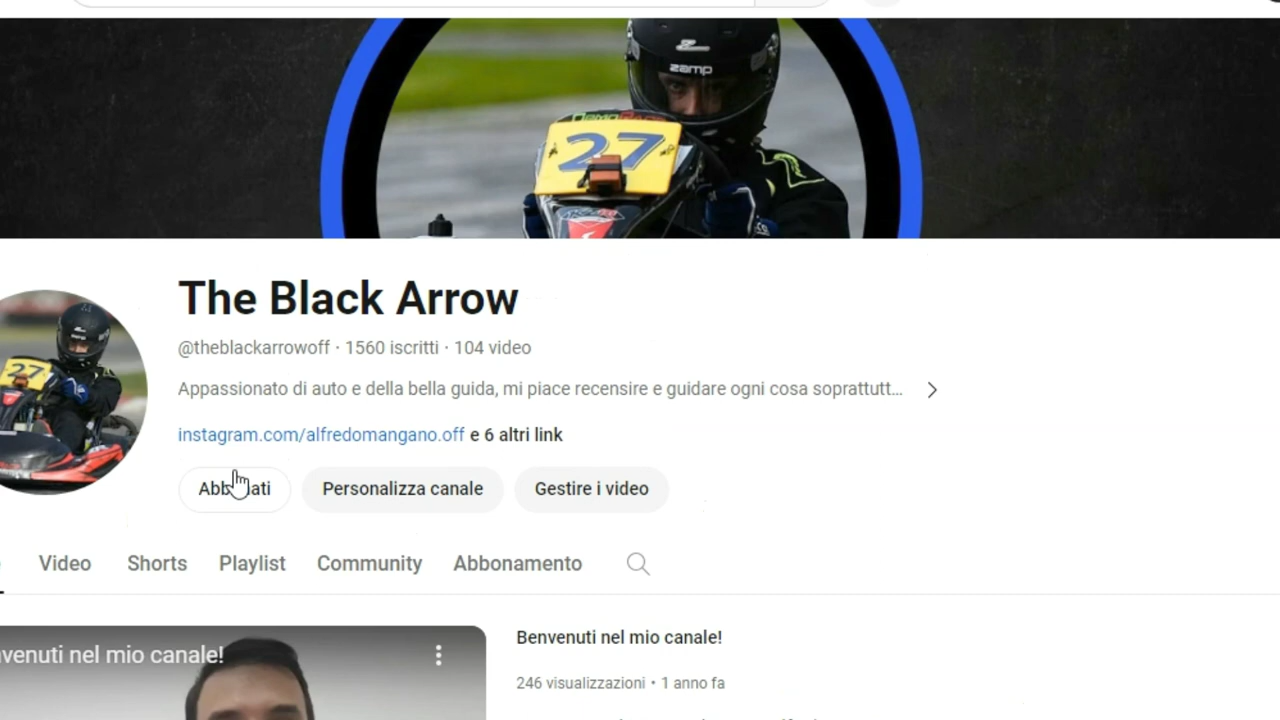 zamp
27
The Black Arrow
@theblackarrowoff · 1560 iscritti · 104 video
Appassionato di auto e della bella guida, mi piace recensire e guidare ogni cosa soprattutt...
27
instagram.com/alfredomangano.off e 6 altri link
Personalizza canale Gestire i video
Video Shorts Playlist Community Abbonamento
venuti nel mio canale!
Benvenuti nel mio canale!
246 visualizzazioni • 1 anno fa